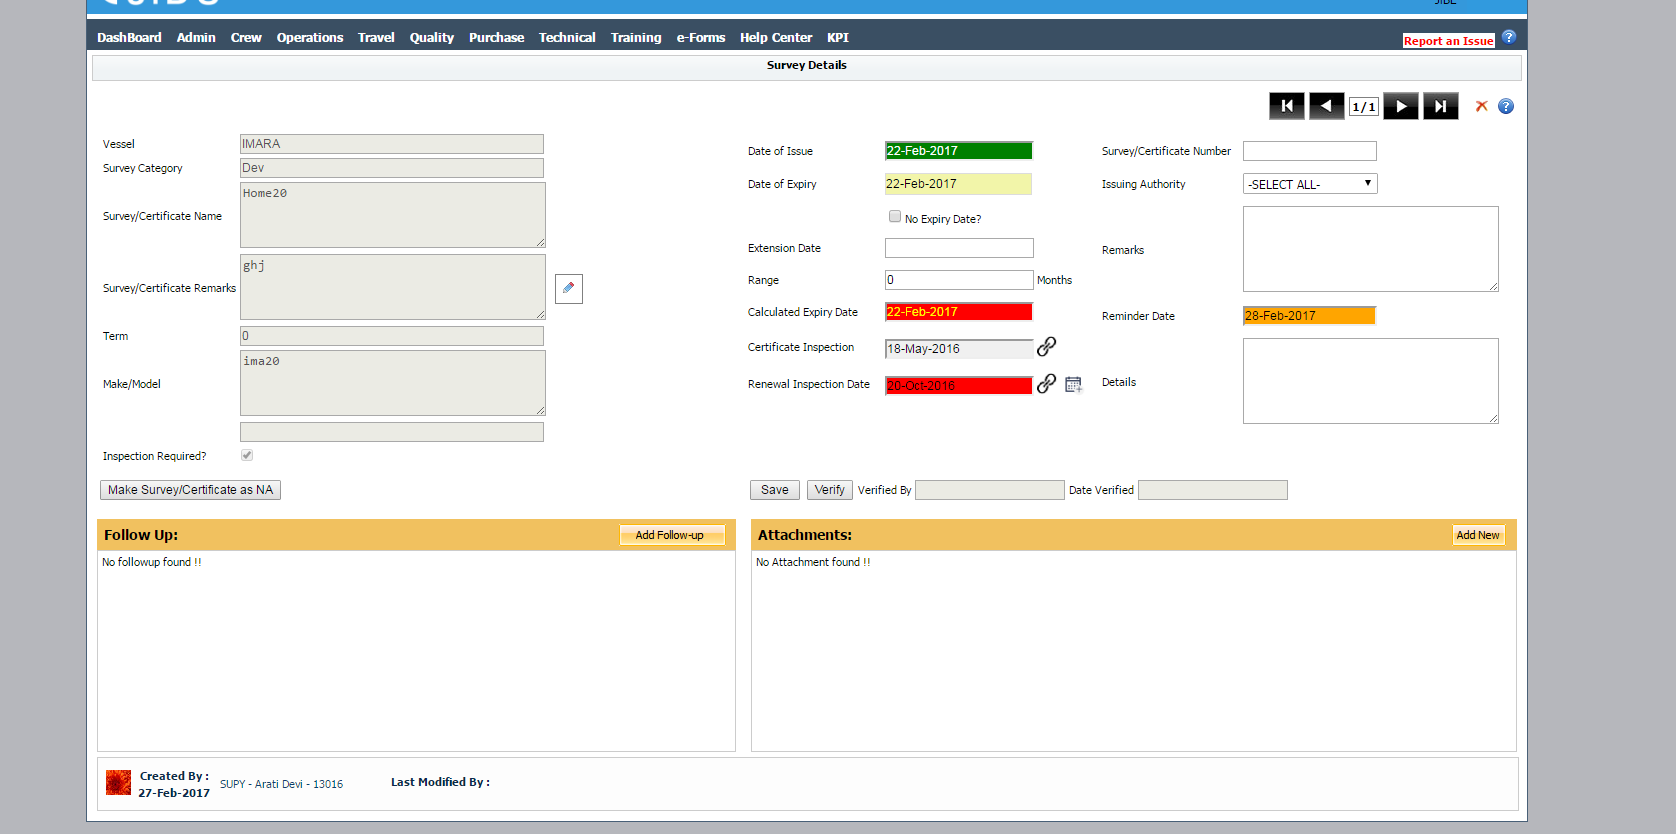 DashBoard Admin Crew Operations Travel Quality Purchase Technical Training e-Forms Help Center KPI
Report an Issue ?
Survey Details
1/1 ?
Vessel IMARA
Survey Category Dev
Survey/Certificate Name Home20
Survey/Certificate Remarks ghj
Term 0
Make/Model ima20
Inspection Required?
Make Survey/Certificate as NA
Date of Issue 22-Feb-2017
Date of Expiry 22-Feb-2017
No Expiry Date?
Extension Date
Range 0 Months
Calculated Expiry Date 22-Feb-2017
Certificate Inspection 18-May-2016
Renewal Inspection Date 20-Oct-2016
Survey/Certificate Number
Issuing Authority -SELECT ALL-
Remarks
Reminder Date 28-Feb-2017
Details
Save Verify Verified By Date Verified
Follow Up: Add Follow-up
No followup found !!
Attachments: Add New
No Attachment found !!
Created By :
27-Feb-2017
SUPY - Arati Devi - 13016
Last Modified By :